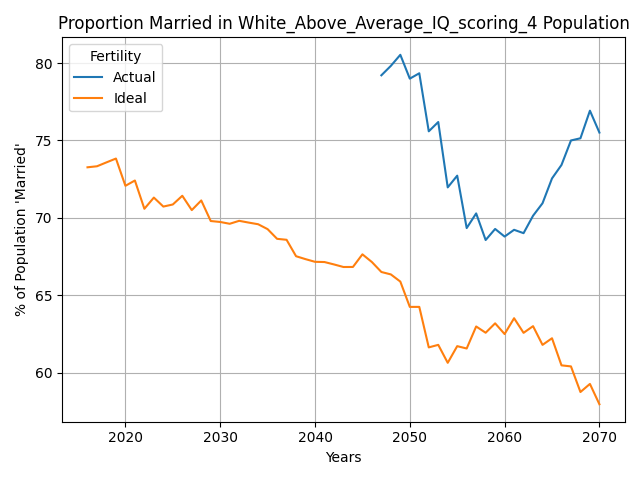 Proportion Married in White_Above_Average_IQ_scoring_4 Population
Fertility
Actual
Ideal
% of Population 'Married'
80
75
70
65
60
2020
2030
2040
2050
2060
2070
Years